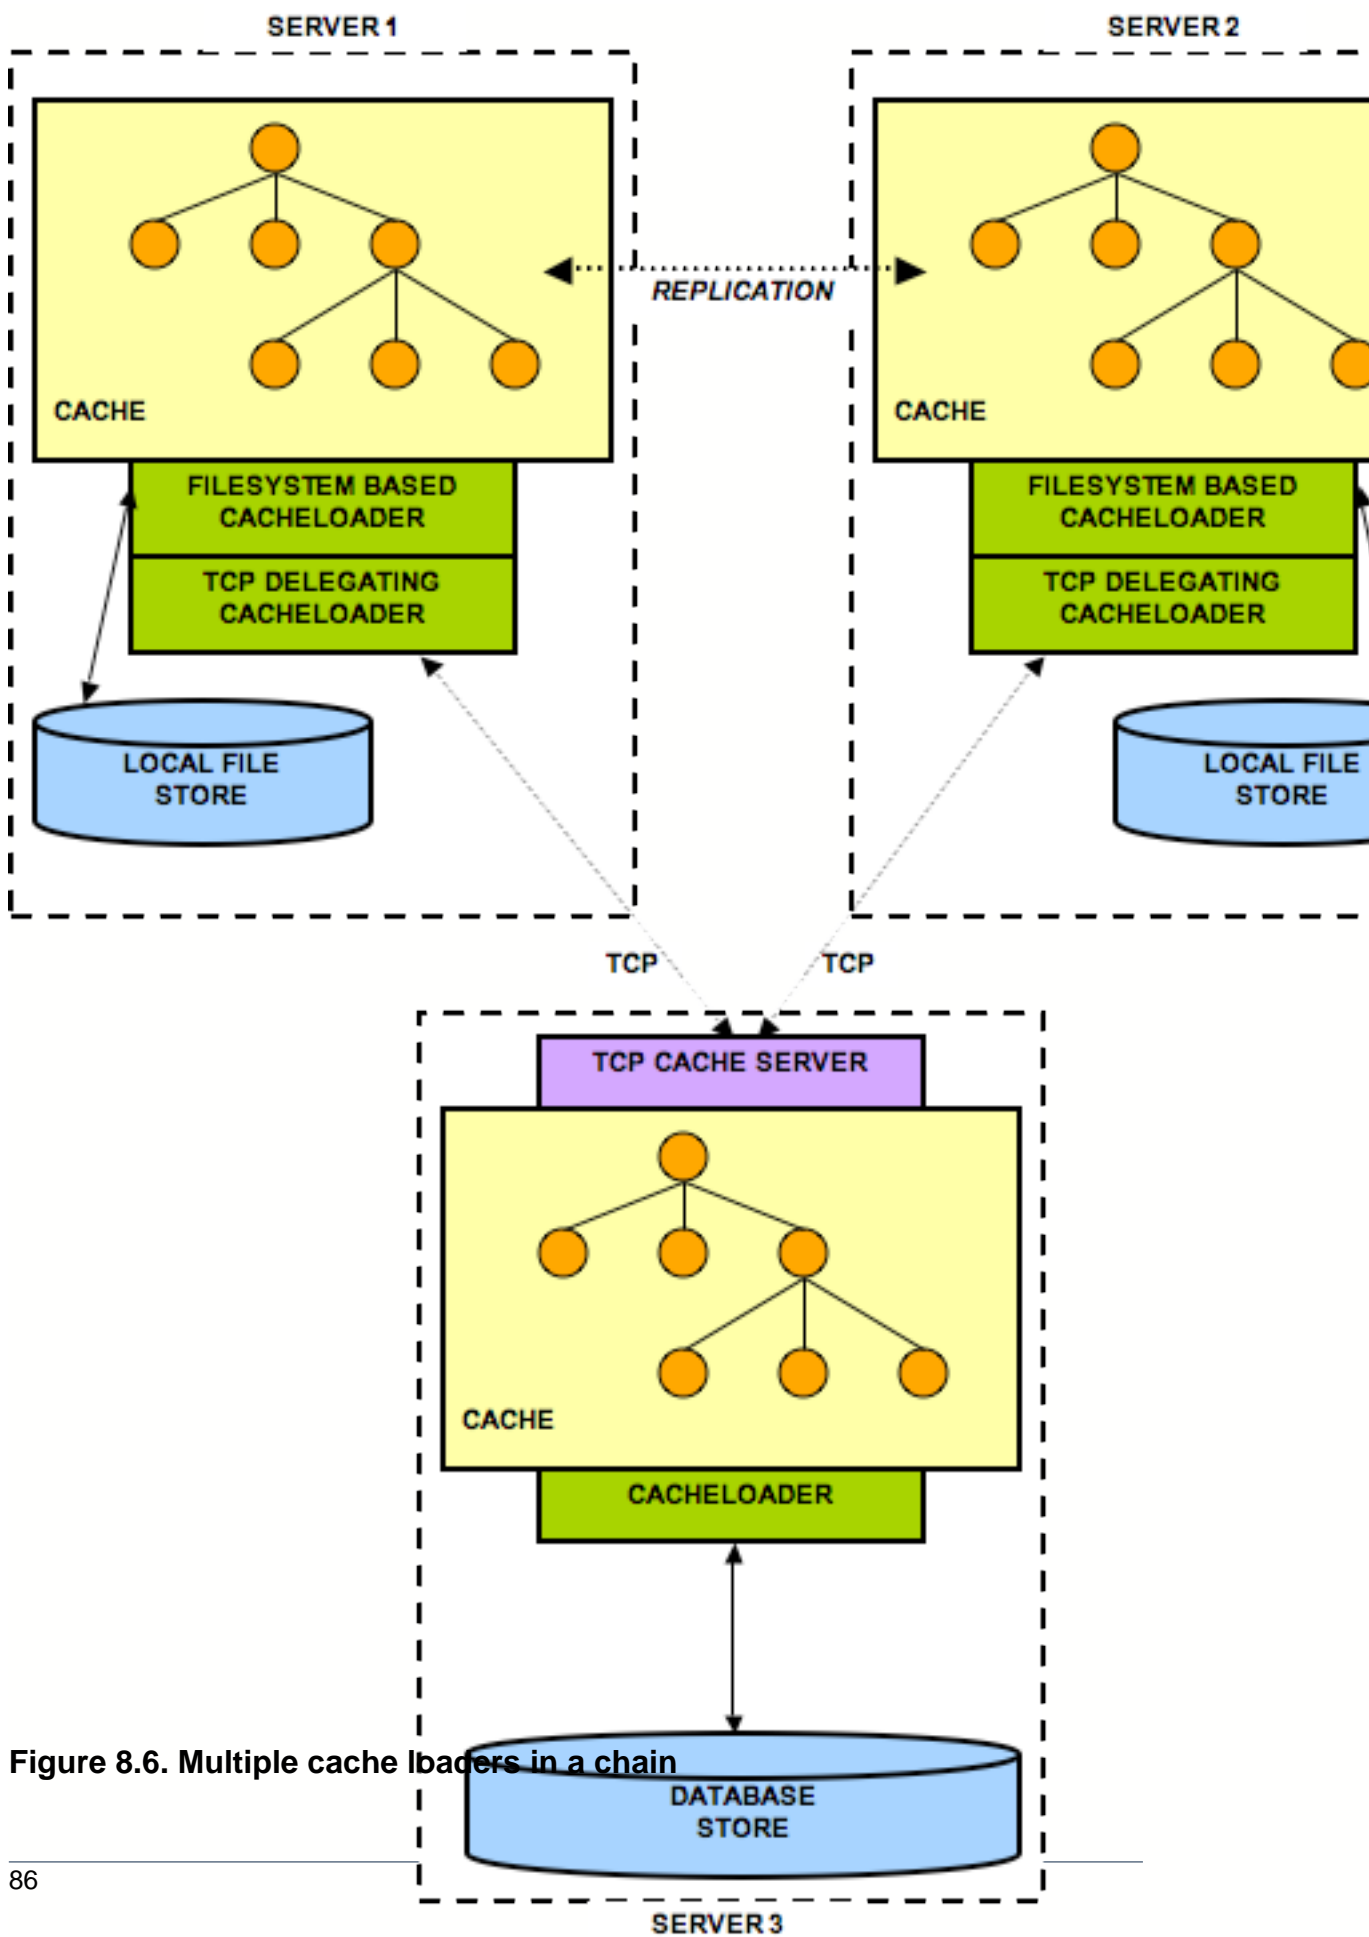 SERVER 1
SERVER 2
REPLICATION
CACHE
CACHE
FILESYSTEM BASED
CACHELOADER
FILESYSTEM BASED
CACHELOADER
TCP DELEGATING
CACHELOADER
TCP DELEGATING
CACHELOADER
LOCAL FILE
STORE
LOCAL FILE
STORE
TCP
TCP
TCP CACHE SERVER
CACHE
CACHELOADER
Figure 8.6. Multiple cache loaders in a chain
DATABASE
STORE
86
SERVER 3